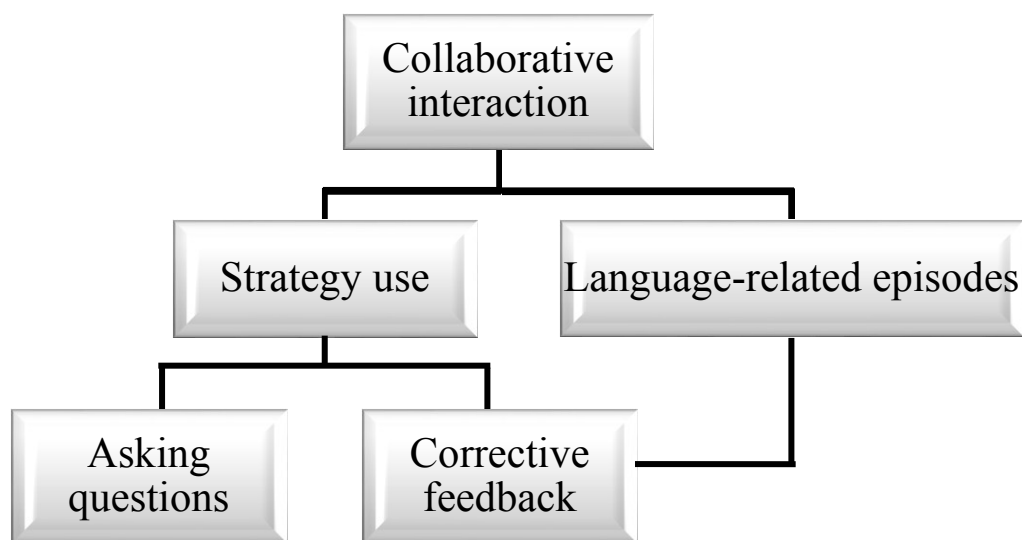 Collaborative
interaction
Strategy use
Language-related episodes
Asking
questions
Corrective
feedback